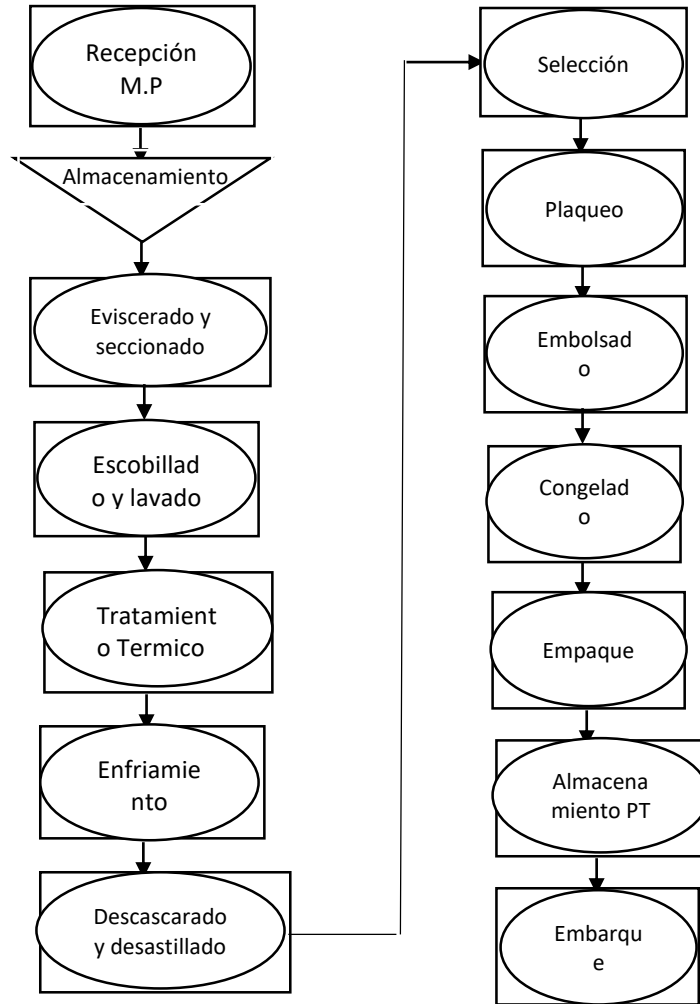 Recepción
M.P
Almacenamiento
Eviscerado y
seccionado
Escobillad
o y lavado
Tratamient
o Termico
Enfriamie
nto
Descascarado
y desastillado
Selección
Plaqueo
Embolsad
o
Congelad
o
Empaque
Almacena
miento PT
Embarqu
e